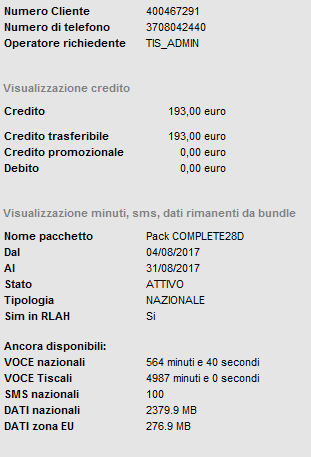 Numero Cliente 400467291
Numero di telefono 3708042440
Operatore richiedente TIS_ADMIN
Visualizzazione credito
Credito 193,00 euro
Credito trasferibile 193,00 euro
Credito promozionale 0,00 euro
Debito 0,00 euro
Visualizzazione minuti, sms, dati rimanenti da bundle
Nome pacchetto Pack COMPLETE28D
Dal 04/08/2017
Al 31/08/2017
Stato ATTIVO
Tipologia NAZIONALE
Sim in RLAH Si
Ancora disponibili:
VOCE nazionali 564 minuti e 40 secondi
VOCE Tiscali 4987 minuti e 0 secondi
SMS nazionali 100
DATI nazionali 2379.9 MB
DATI zona EU 276.9 MB